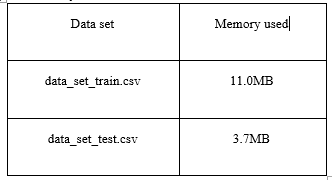 Data set Memory used
data_set_train.csv 11.0MB
data_set_test.csv 3.7MB